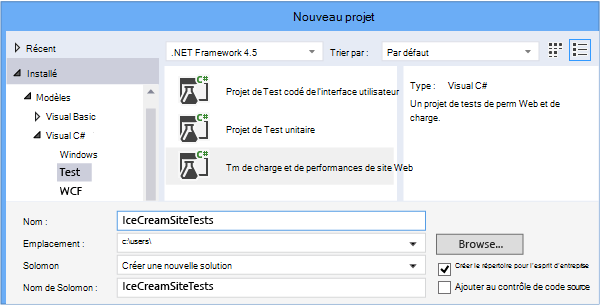 Nouveau projet
Récent
.NET Framework 4.5
Trier par :
Par défaut
Installé
Modèles
Visual Basic
Visual C#
Windows
Test
WCF
C#
Projet de Test codé de l'interface utilisateur
C#
Projet de Test unitaire
C#
Tm de charge et de performances de site Web
Type : Visual C#
Un projet de tests de perm Web et de
charge.
Nom :
IceCreamSiteTests
Emplacement :
c:\users\
Browse...
Solomon
Créer une nouvelle solution
Créer le répertoire pour l'esprit d'entreprise
Nom de Solomon :
IceCreamSiteTests
Ajouter au contrôle de code source